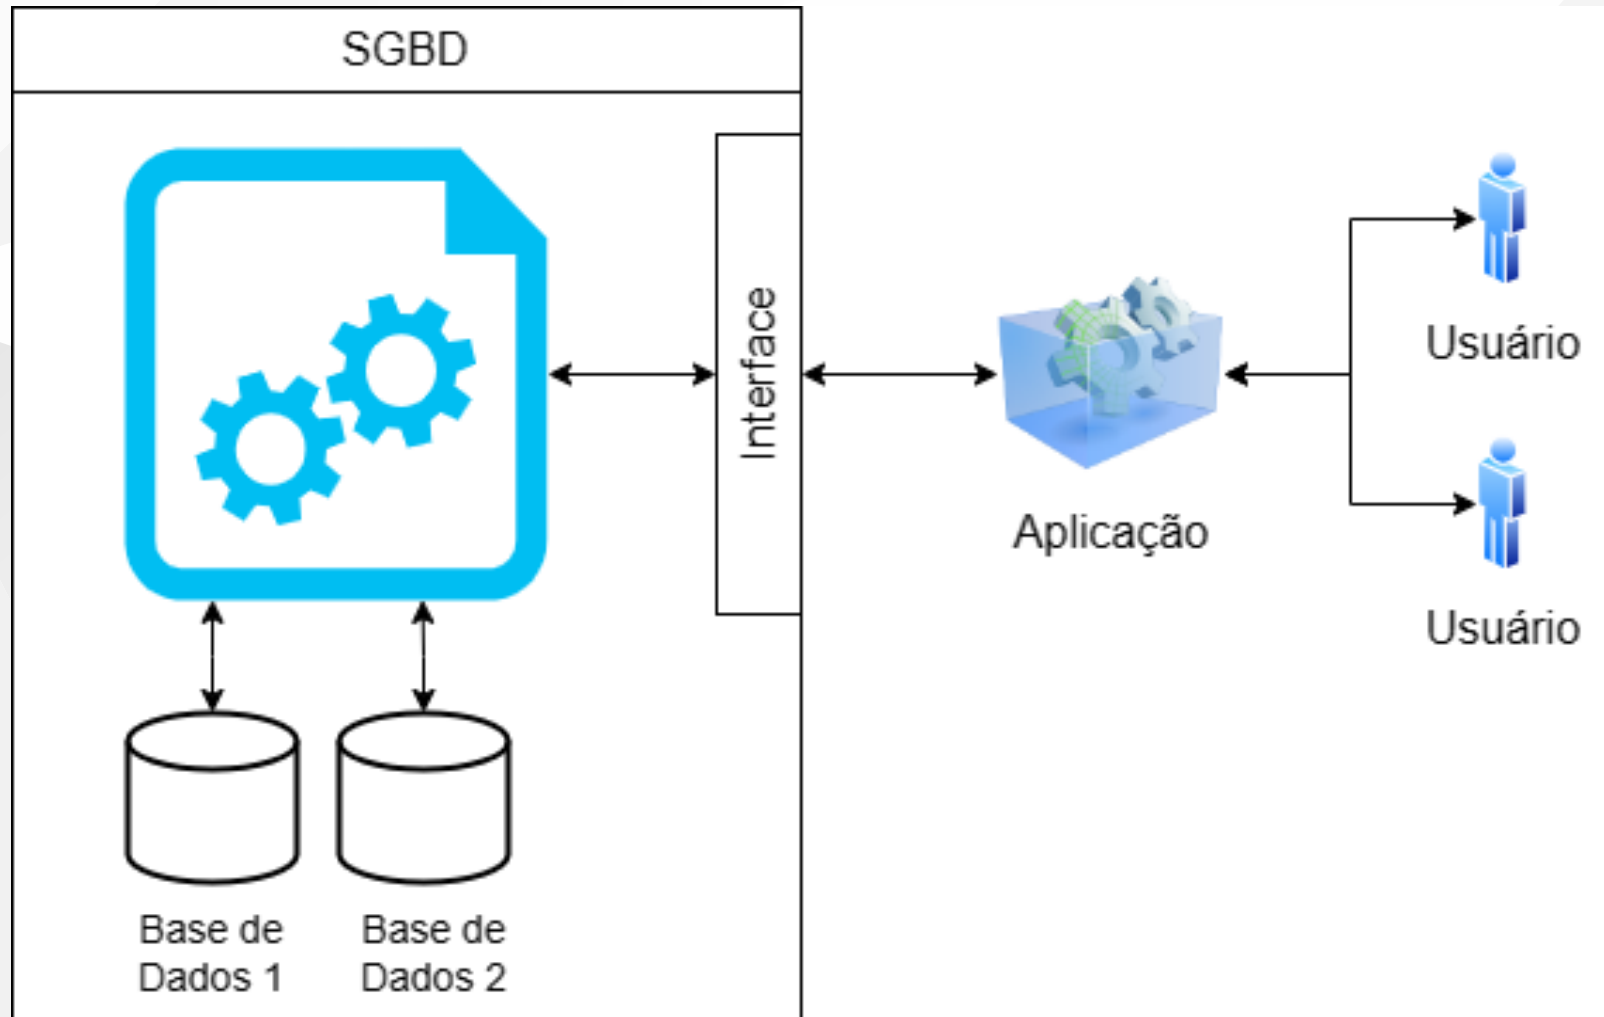 SGBD
Interface
Aplicação
Usuário
Usuário
Base de
Dados 1
Base de
Dados 2